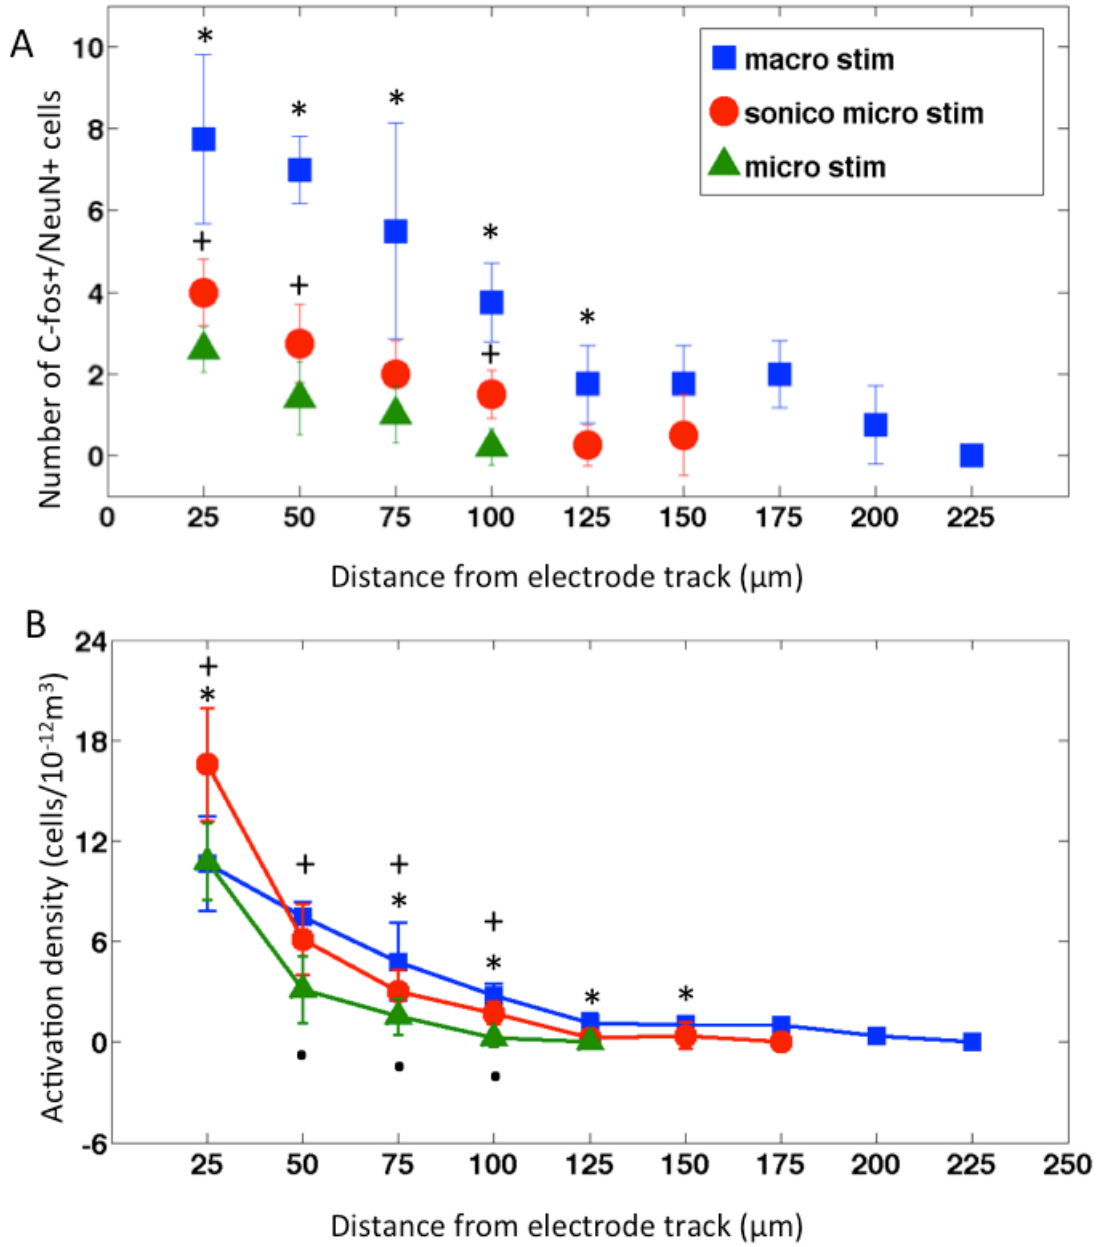 A
Number of C-fos+/NeuN+ cells
10
8
6
4
2
0
macro stim
sonico micro stim
micro stim
* * * * *
+ + +
0 25 50 75 100 125 150 175 200 225
Distance from electrode track (μm)
B
Activation density (cells/10⁻¹²m³)
24
18
12
6
0
-6
+ + + +
* * * * *
• • •
25 50 75 100 125 150 175 200 225 250
Distance from electrode track (μm)